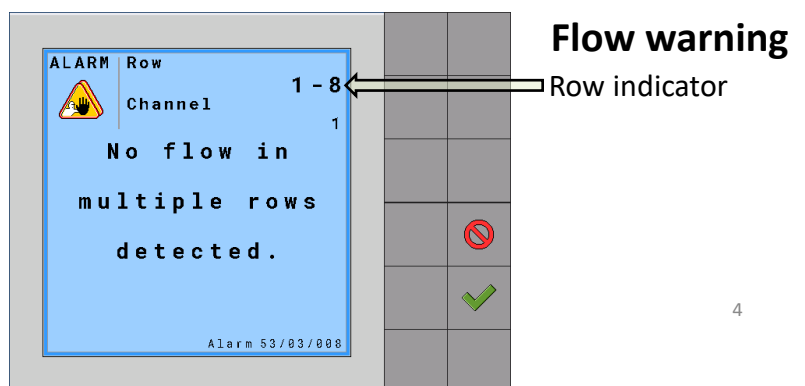 Flow warning
ALARM Row
1-8
Row indicator
Channel
1
No flow in
multiple rows
detected.
Alarm 53/03/008
4